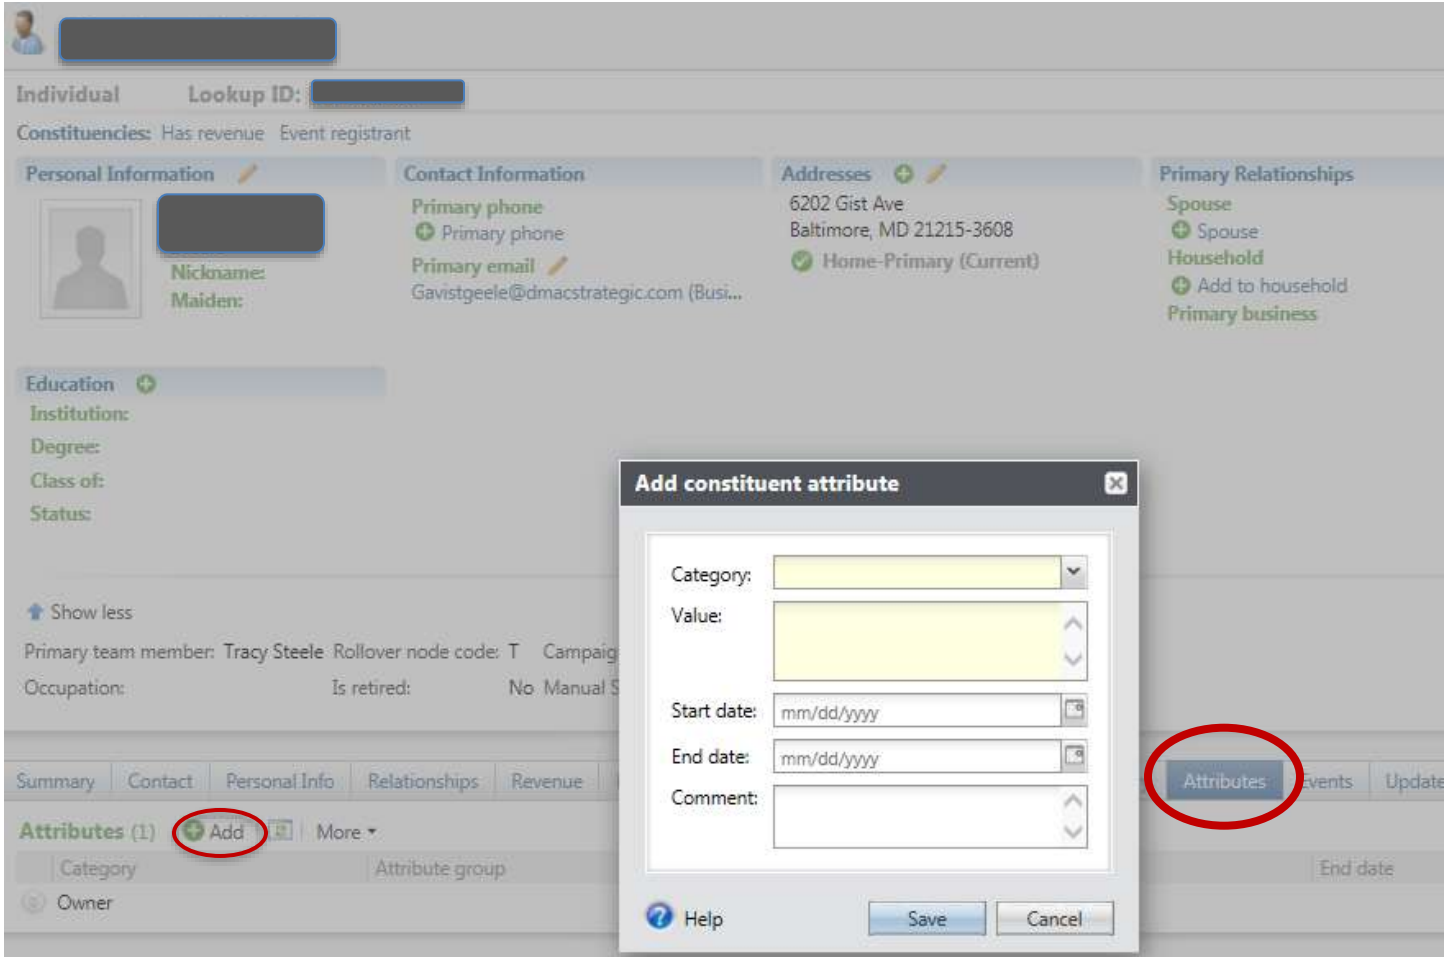 Individual Lookup ID:
Constituencies: Has revenue Event registrant
Personal Information
Nickname:
Maiden:
Contact Information
Primary phone
Primary phone
Primary email
Gavistgeele@dmacstrategic.com (Busi...
Addresses
6202 Gist Ave
Baltimore, MD 21215-3608
Home-Primary (Current)
Primary Relationships
Spouse
Spouse
Household
Add to household
Primary business
Education
Institution:
Degree:
Class of:
Status:
Show less
Primary team member: Tracy Steele Rollover node code: T Campaig
Occupation: Is retired: No Manual S
Add constituent attribute
Category:
Value:
Start date: mm/dd/yyyy
End date: mm/dd/yyyy
Comment:
Help Save Cancel
Summary Contact Personal Info Relationships Revenue Attributes Events Update
Attributes (1) Add More
Category Attribute group End date
Owner